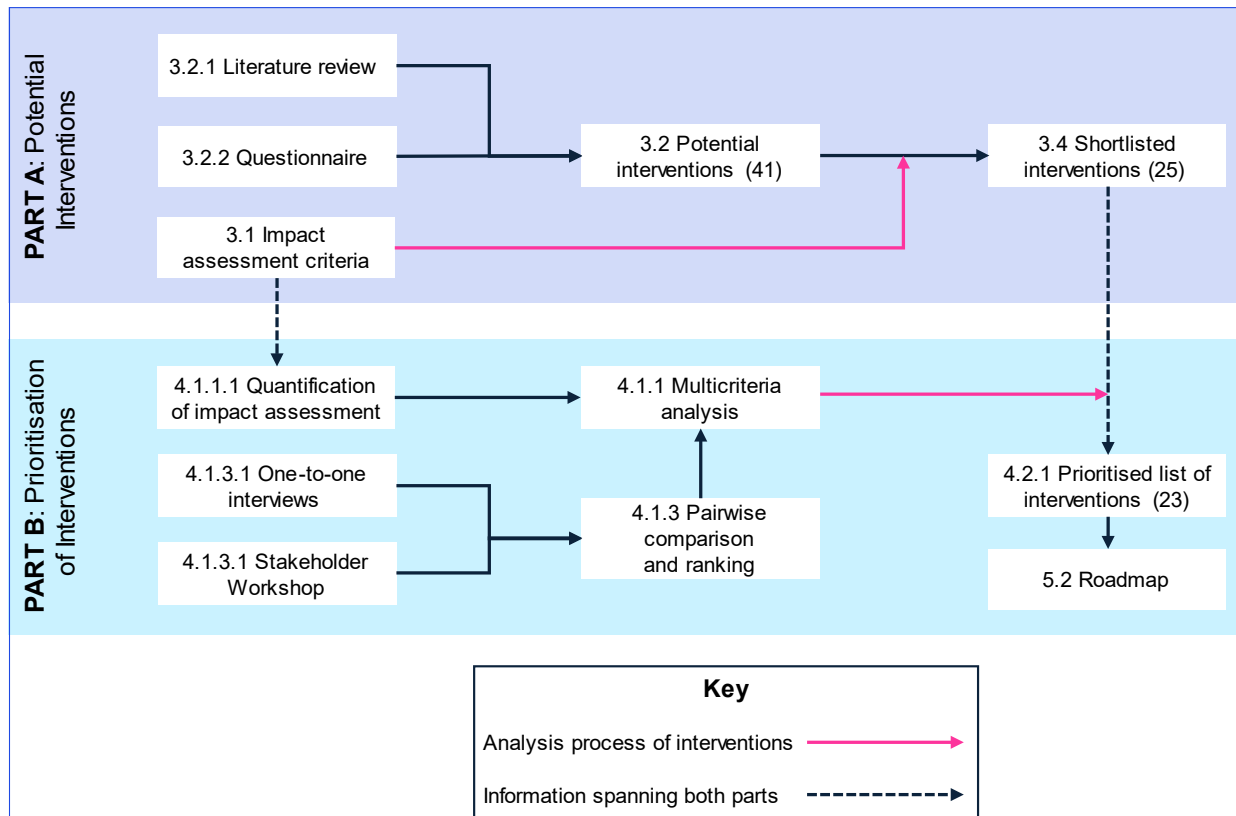 PART A: Potential
Interventions
3.2.1 Literature review
3.2.2 Questionnaire
3.1 Impact
assessment criteria
3.2 Potential
interventions (41)
3.4 Shortlisted
interventions (25)
PART B: Prioritisation
of Interventions
4.1.1.1 Quantification
of impact assessment
4.1.3.1 One-to-one
interviews
4.1.3.1 Stakeholder
Workshop
4.1.1 Multicriteria
analysis
4.1.3 Pairwise
comparison
and ranking
4.2.1 Prioritised list of
interventions (23)
5.2 Roadmap
Key
Analysis process of interventions
Information spanning both parts